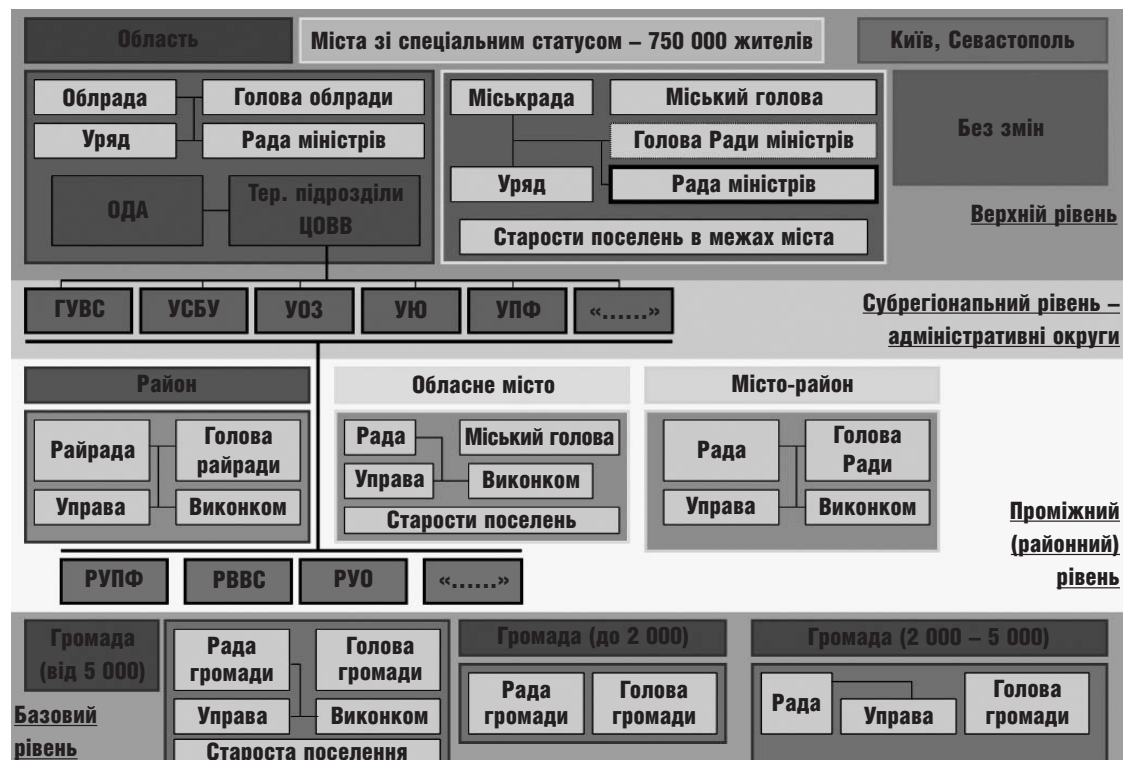 Область
Міста зі спеціальним статусом – 750 000 жителів
Київ, Севастополь
Облрада
Голова облради
Уряд
Рада міністрів
ОДА
Тер. підрозділи
ЦОВВ
Міськрада
Міський голова
Голова Ради міністрів
Уряд
Рада міністрів
Старости поселень в межах міста
Без змін
Верхній рівень
ГУВС
УСБУ
УОЗ
УЮ
УПФ
«......»
Субрегіональний рівень –
адміністративні округи
Район
Обласне місто
Місто-район
Райрада
Голова
райради
Управа
Виконком
Рада
Міський голова
Управа
Виконком
Старости поселень
Рада
Голова
Ради
Управа
Виконком
Проміжний
(районний)
рівень
РУПФ
РВВС
РУО
«......»
Громада
(від 5 000)
Рада
громади
Голова
громади
Управа
Виконком
Староста поселення
Громада (до 2 000)
Рада
громади
Голова
громади
Громада (2 000 – 5 000)
Рада
Управа
Голова
громади
Базовий
рівень